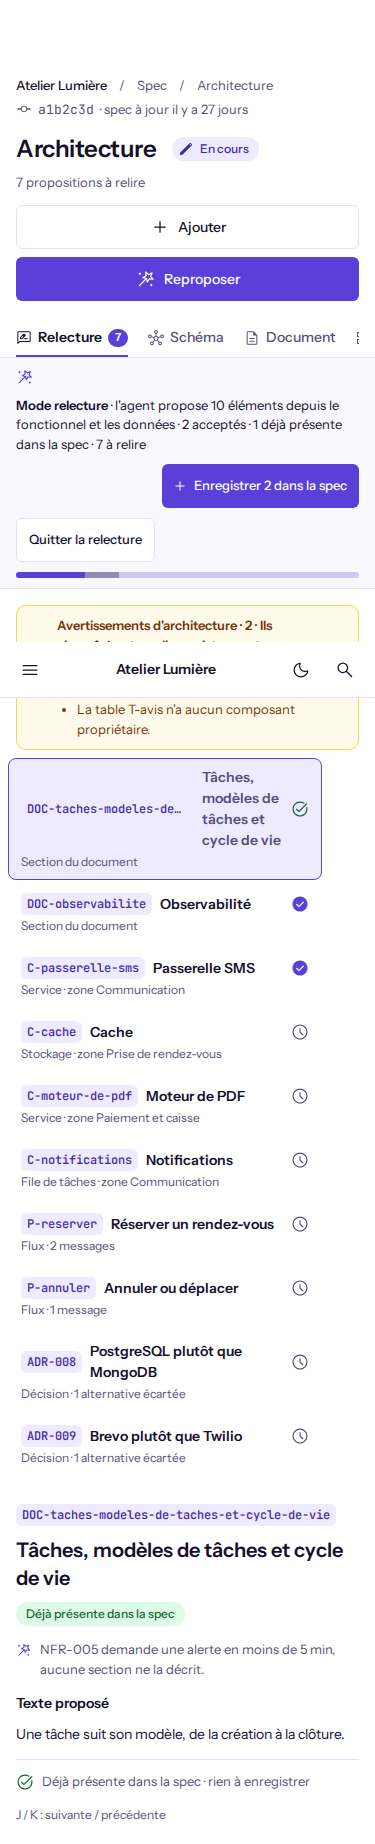 Atelier Lumière / Spec / Architecture
a1b2c3d · spec à jour il y a 27 jours
Architecture En cours
7 propositions à relire
Ajouter
Reproposer
Relecture 7 Schéma Document
Mode relecture · l'agent propose 10 éléments depuis le
fonctionnel et les données · 2 acceptés · 1 déjà présente
dans la spec · 7 à relire
Enregistrer 2 dans la spec
Quitter la relecture
Avertissements d'architecture · 2 · Ils
Atelier Lumière
La table T-avis n'a aucun composant
propriétaire.
DOC-taches-modeles-de… Tâches,
modèles de
tâches et
cycle de vie
Section du document
DOC-observabilite Observabilité
Section du document
C-passerelle-sms Passerelle SMS
Service · zone Communication
C-cache Cache
Stockage · zone Prise de rendez-vous
C-moteur-de-pdf Moteur de PDF
Service · zone Paiement et caisse
C-notifications Notifications
File de tâches · zone Communication
P-reserver Réserver un rendez-vous
Flux · 2 messages
P-annuler Annuler ou déplacer
Flux · 1 message
ADR-008 PostgreSQL plutôt que
MongoDB
Décision · 1 alternative écartée
ADR-009 Brevo plutôt que Twilio
Décision · 1 alternative écartée
DOC-taches-modeles-de-taches-et-cycle-de-vie
Tâches, modèles de tâches et cycle
de vie
Déjà présente dans la spec
NFR-005 demande une alerte en moins de 5 min,
aucune section ne la décrit.
Texte proposé
Une tâche suit son modèle, de la création à la clôture.
Déjà présente dans la spec · rien à enregistrer
J / K : suivante / précédente